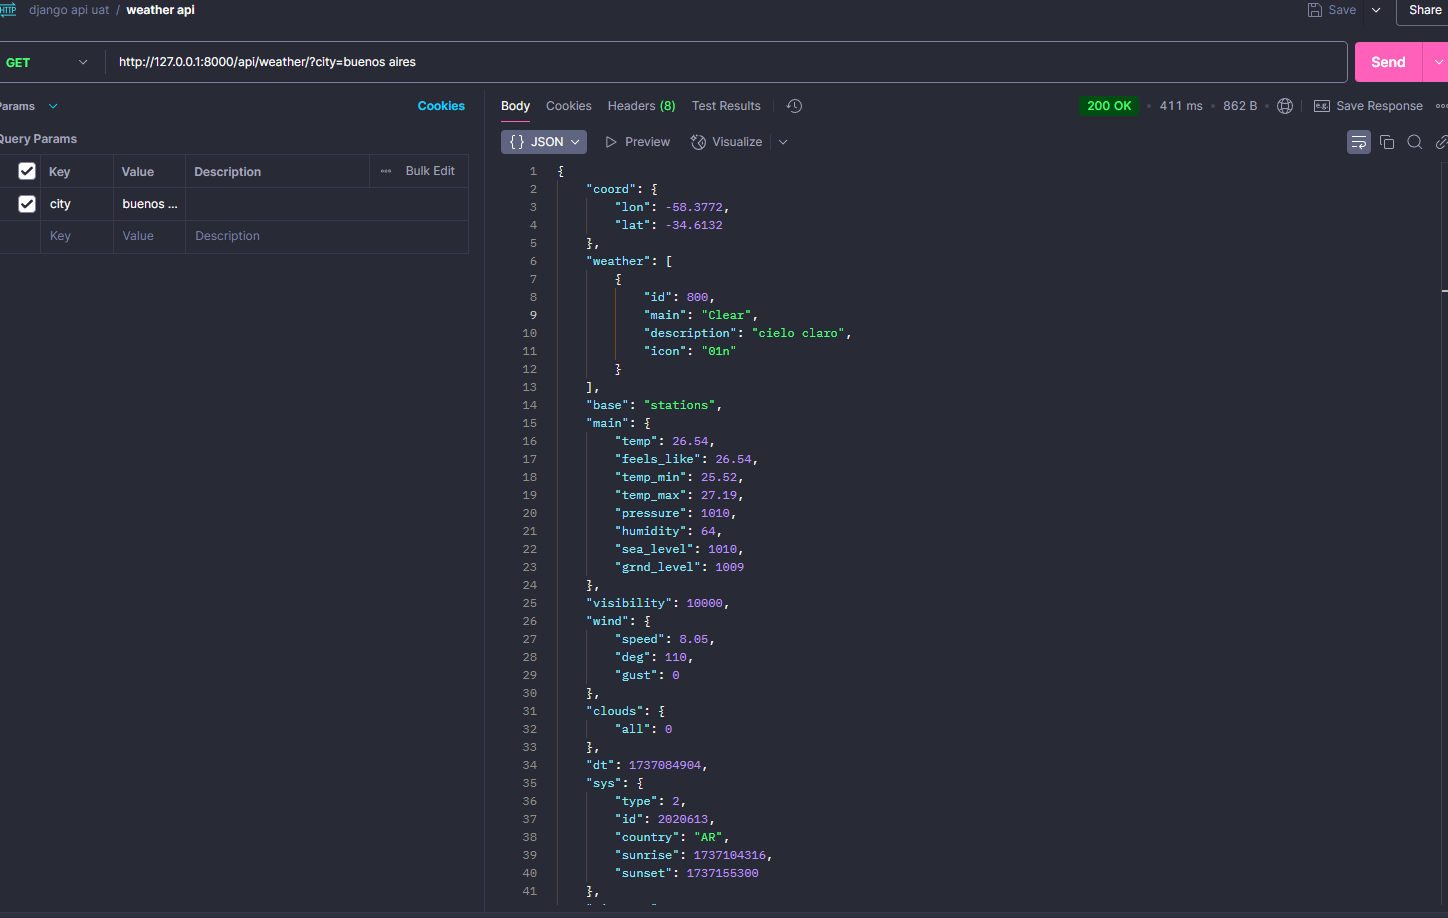 HTTP django api uat / weather api Save Share
GET http://127.0.0.1:8000/api/weather/?city=buenos aires Send
Params Cookies
Body Cookies Headers (8) Test Results 200 OK • 411 ms • 862 B • e.g. Save Response
Query Params
{} JSON Preview Visualize
Key Value Description Bulk Edit
city buenos ...
Key Value Description
1 {
2 "coord": {
3 "lon": -58.3772,
4 "lat": -34.6132
5 },
6 "weather": [
7 {
8 "id": 800,
9 "main": "Clear",
10 "description": "cielo claro",
11 "icon": "01n"
12 }
13 ],
14 "base": "stations",
15 "main": {
16 "temp": 26.54,
17 "feels_like": 26.54,
18 "temp_min": 25.52,
19 "temp_max": 27.19,
20 "pressure": 1010,
21 "humidity": 64,
22 "sea_level": 1010,
23 "grnd_level": 1009
24 },
25 "visibility": 10000,
26 "wind": {
27 "speed": 8.05,
28 "deg": 110,
29 "gust": 0
30 },
31 "clouds": {
32 "all": 0
33 },
34 "dt": 1737084904,
35 "sys": {
36 "type": 2,
37 "id": 2020613,
38 "country": "AR",
39 "sunrise": 1737104316,
40 "sunset": 1737155300
41 },